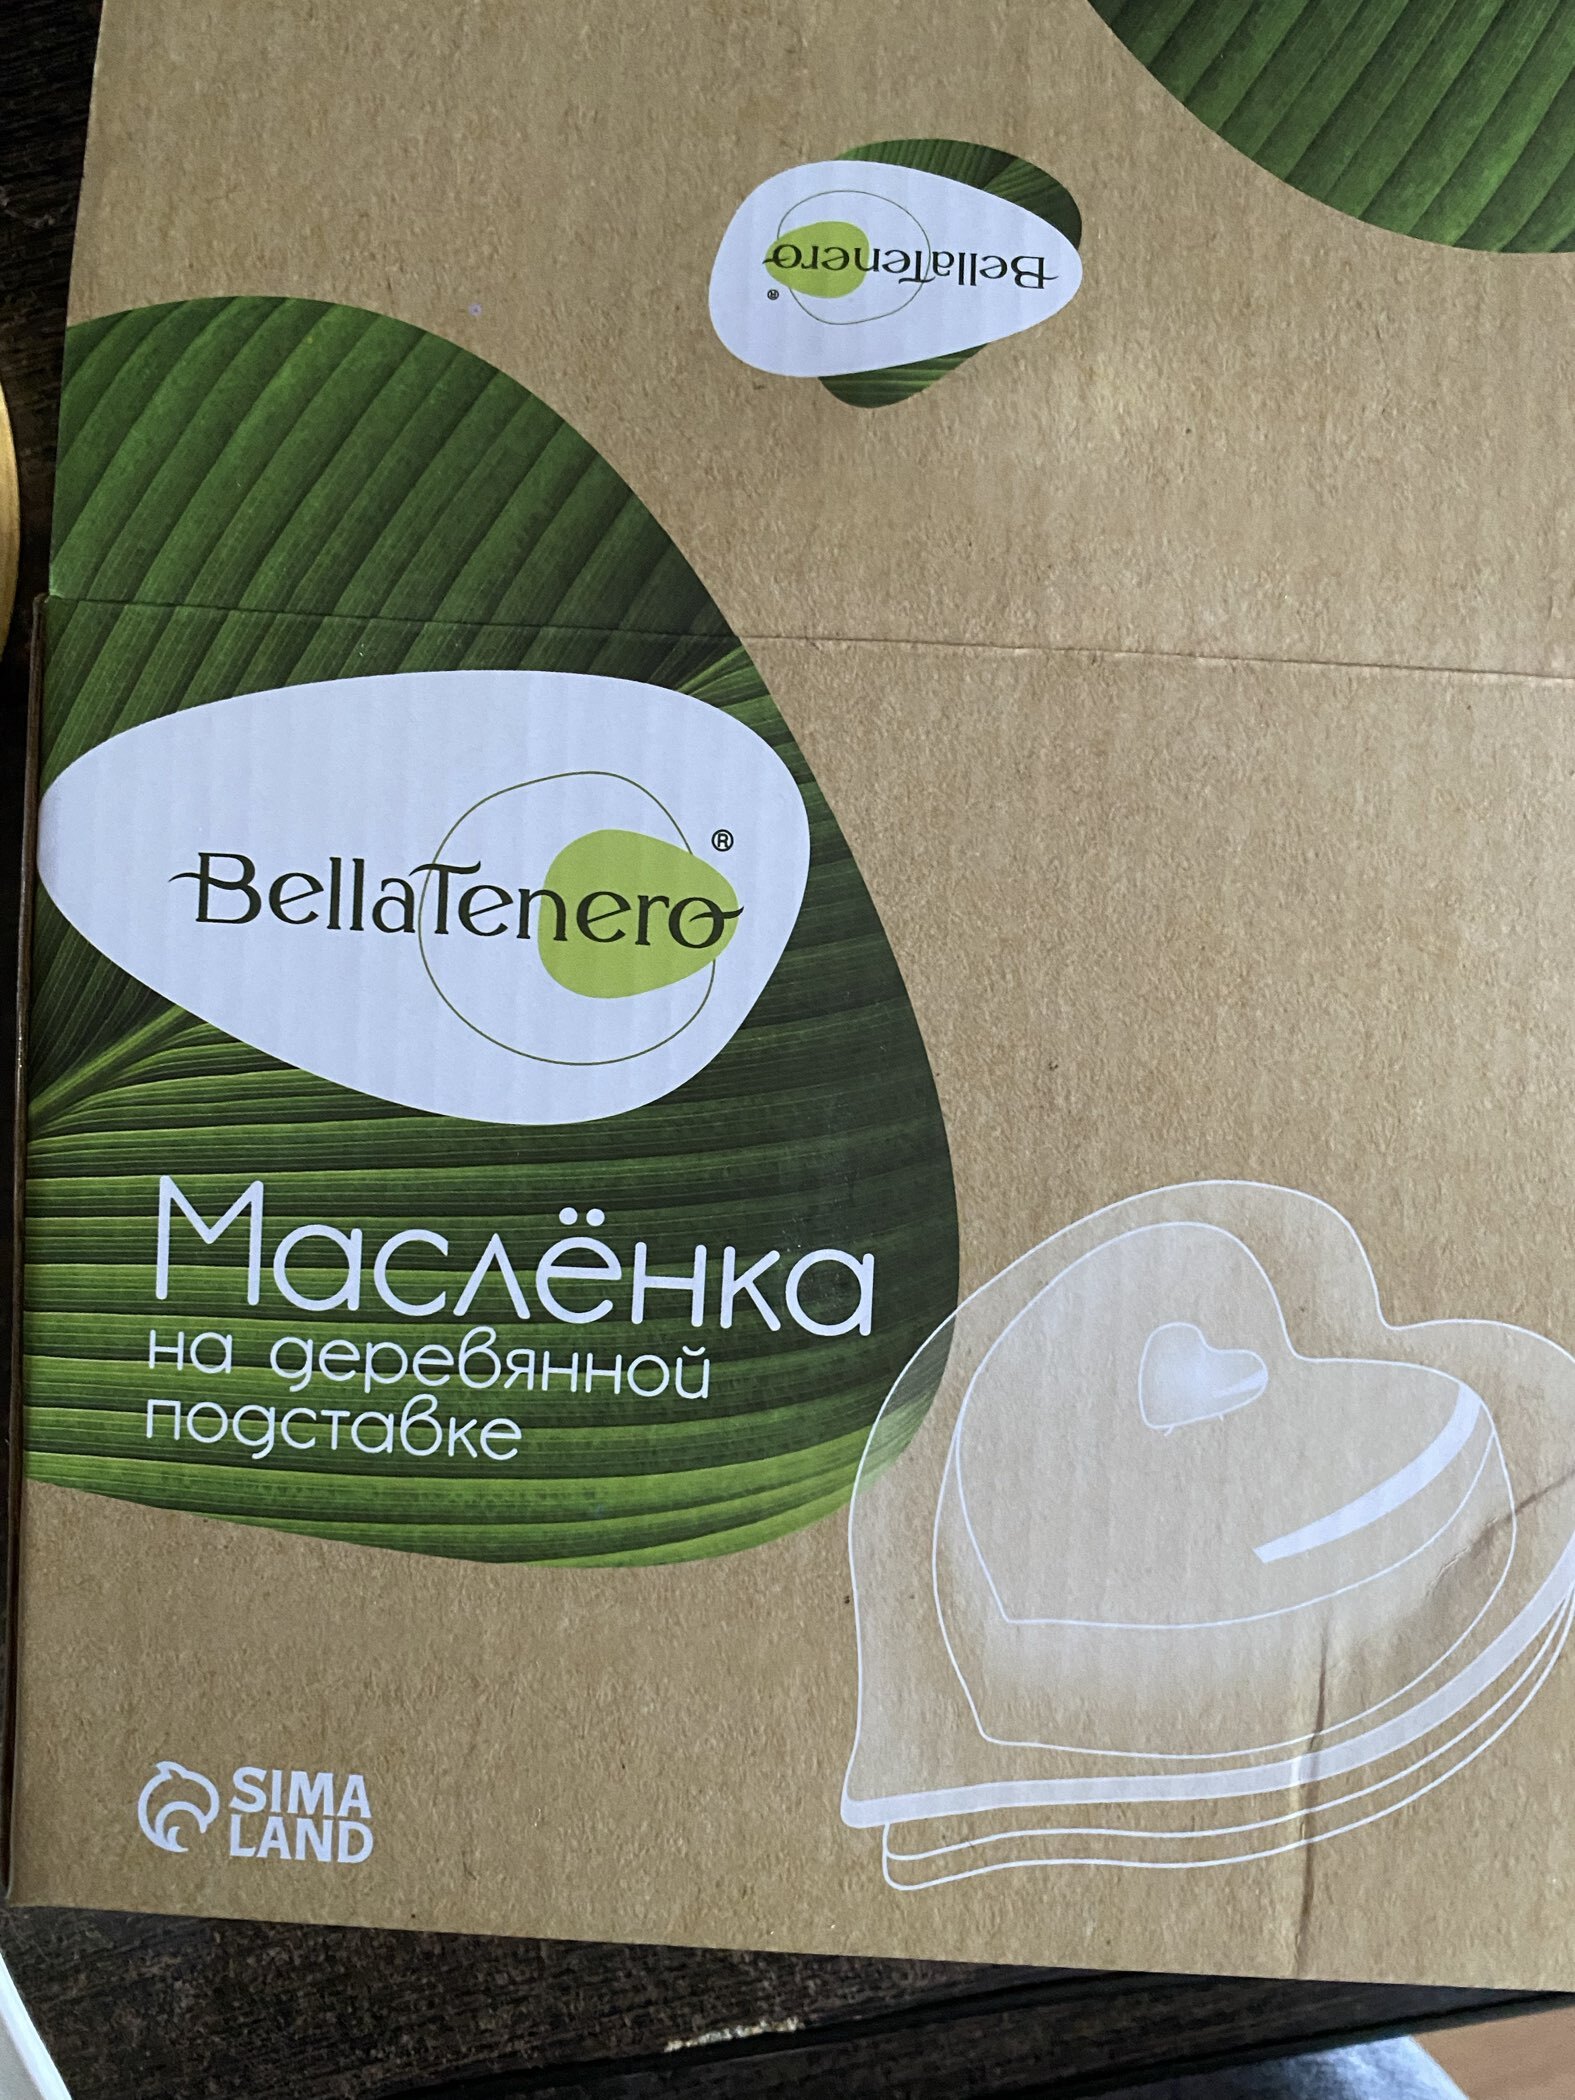 BellaTenero
®
BellaTenero
®
Маслёнка
на деревянной
подставке
SIMA
LAND